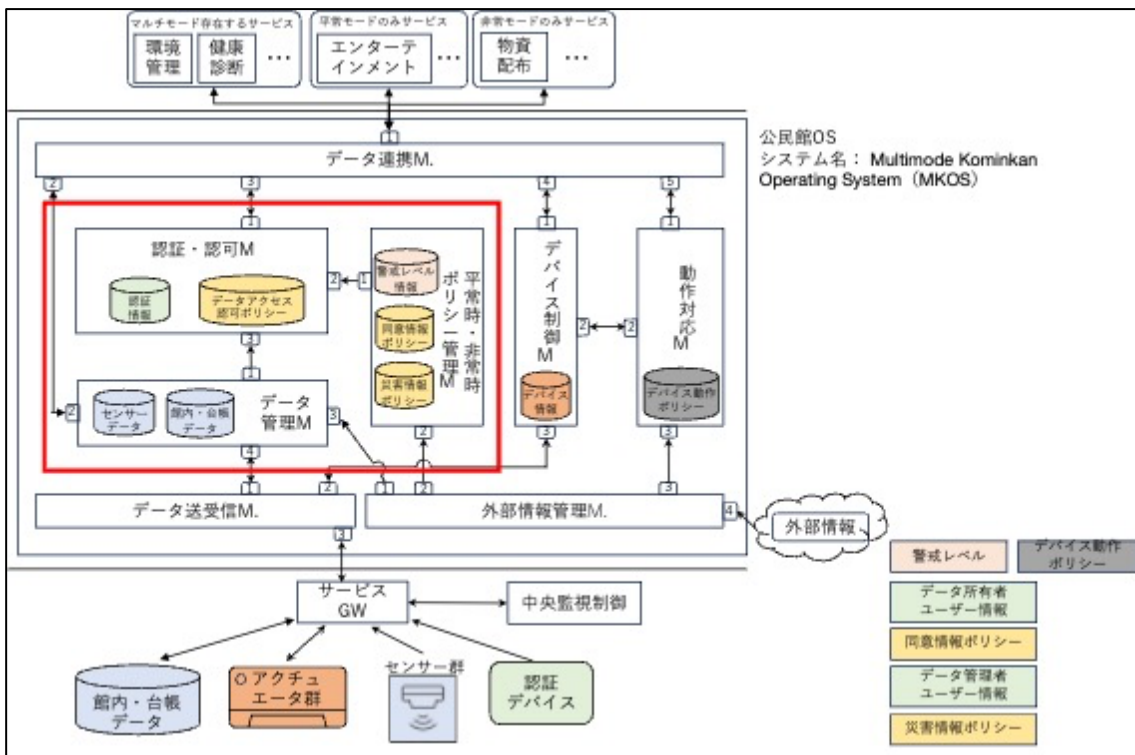 マルチモード存在するサービス
平常モードのみサービス
非常モードのみサービス
環境
管理
健康
診断
…
エンターテ
インメント
…
物資
配布
…
1
データ連携M.
2
3
4
5
公民館OS
システム名： Multimode Kominkan
Operating System（MKOS）
1
認証・認可M
認証
情報
データアクセス
認可ポリシー
2
3
1
警戒レベル
情報
同意情報
ポリシー
災害情報
ポリシー
平常時・非常時
ポリシー管理M
2
1
デバイス制御M
デバイス
情報
2
3
1
動作対応M
デバイス動作
ポリシー
2
3
1
2
センサー
データ
館内・台帳
データ
データ
管理M
3
4
1
2
データ送受信M.
3
1
2
3
外部情報管理M.
4
外部情報
サービス
GW
中央監視制御
館内・台帳
データ
アクチュ
エータ群
センサー群
認証
デバイス
警戒レベル
デバイス動作
ポリシー
データ所有者
ユーザー情報
同意情報ポリシー
データ管理者
ユーザー情報
災害情報ポリシー